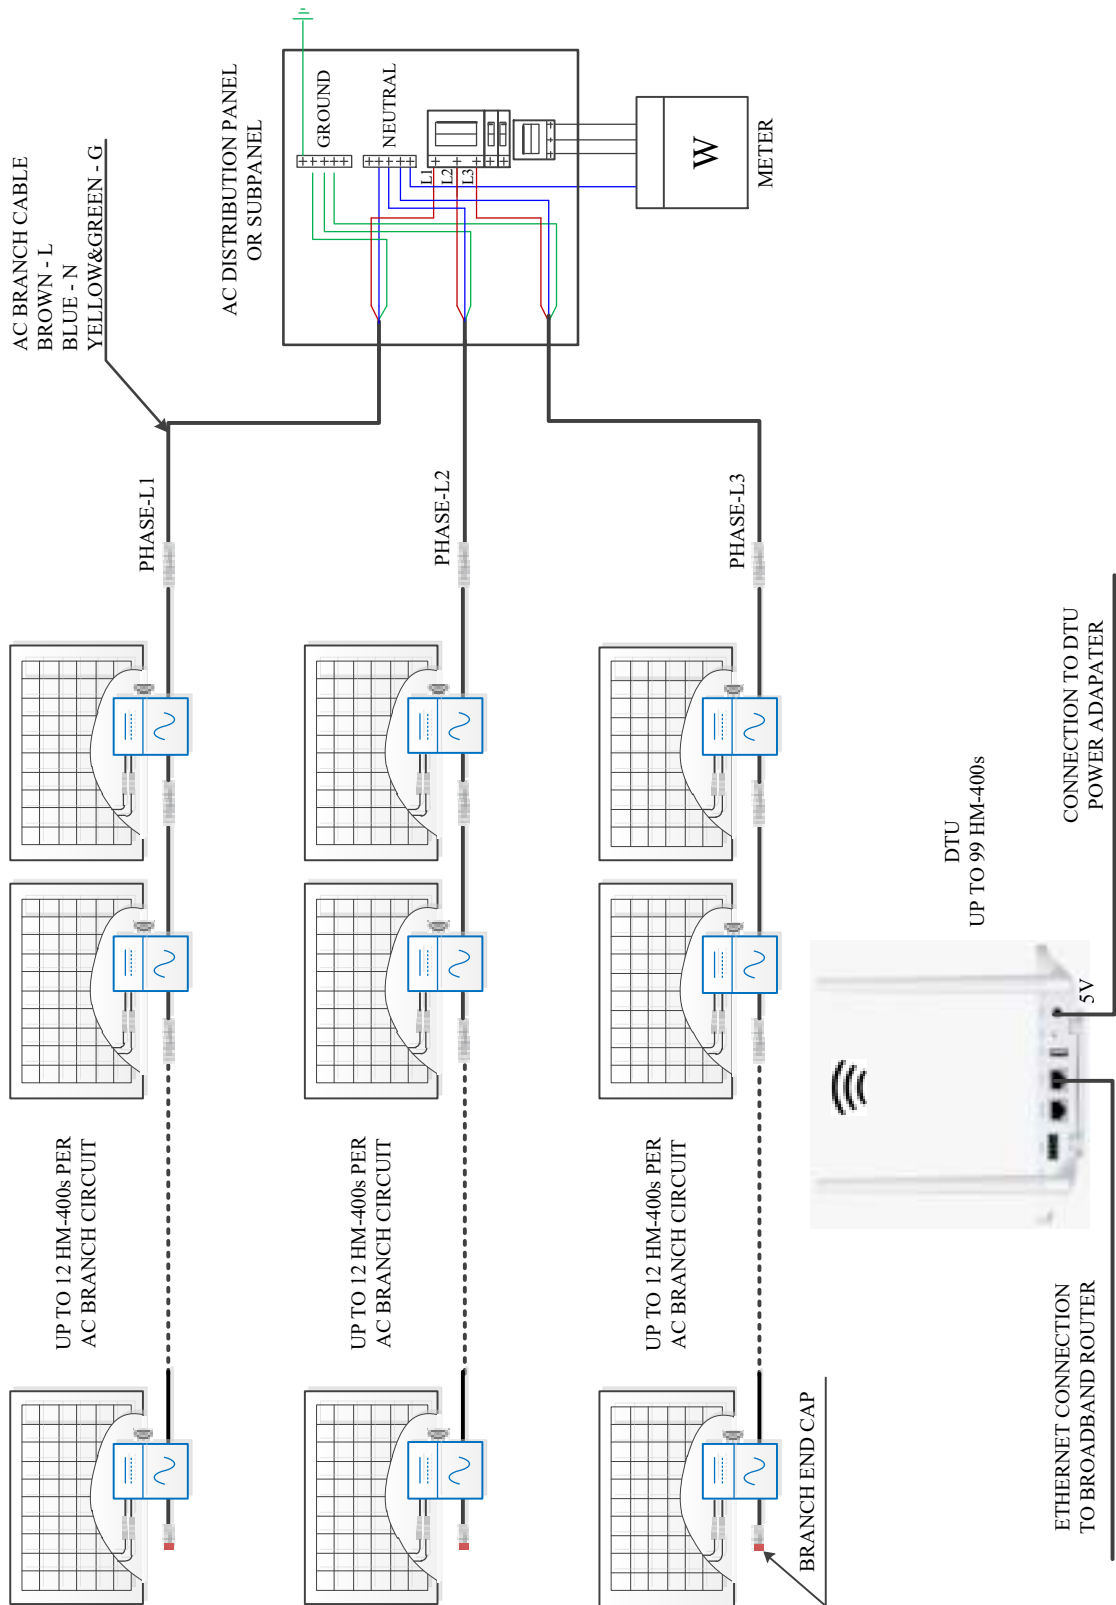 AC BRANCH CABLE
BROWN - L
BLUE - N
YELLOW&GREEN - G
AC DISTRIBUTION PANEL
OR SUBPANEL
GROUND
NEUTRAL
L1
L2
L3
W
METER
PHASE-L1
PHASE-L2
PHASE-L3
UP TO 12 HM-400s PER
AC BRANCH CIRCUIT
UP TO 12 HM-400s PER
AC BRANCH CIRCUIT
UP TO 12 HM-400s PER
AC BRANCH CIRCUIT
BRANCH END CAP
DTU
UP TO 99 HM-400s
5V
CONNECTION TO DTU
POWER ADAPATER
ETHERNET CONNECTION
TO BROADBAND ROUTER